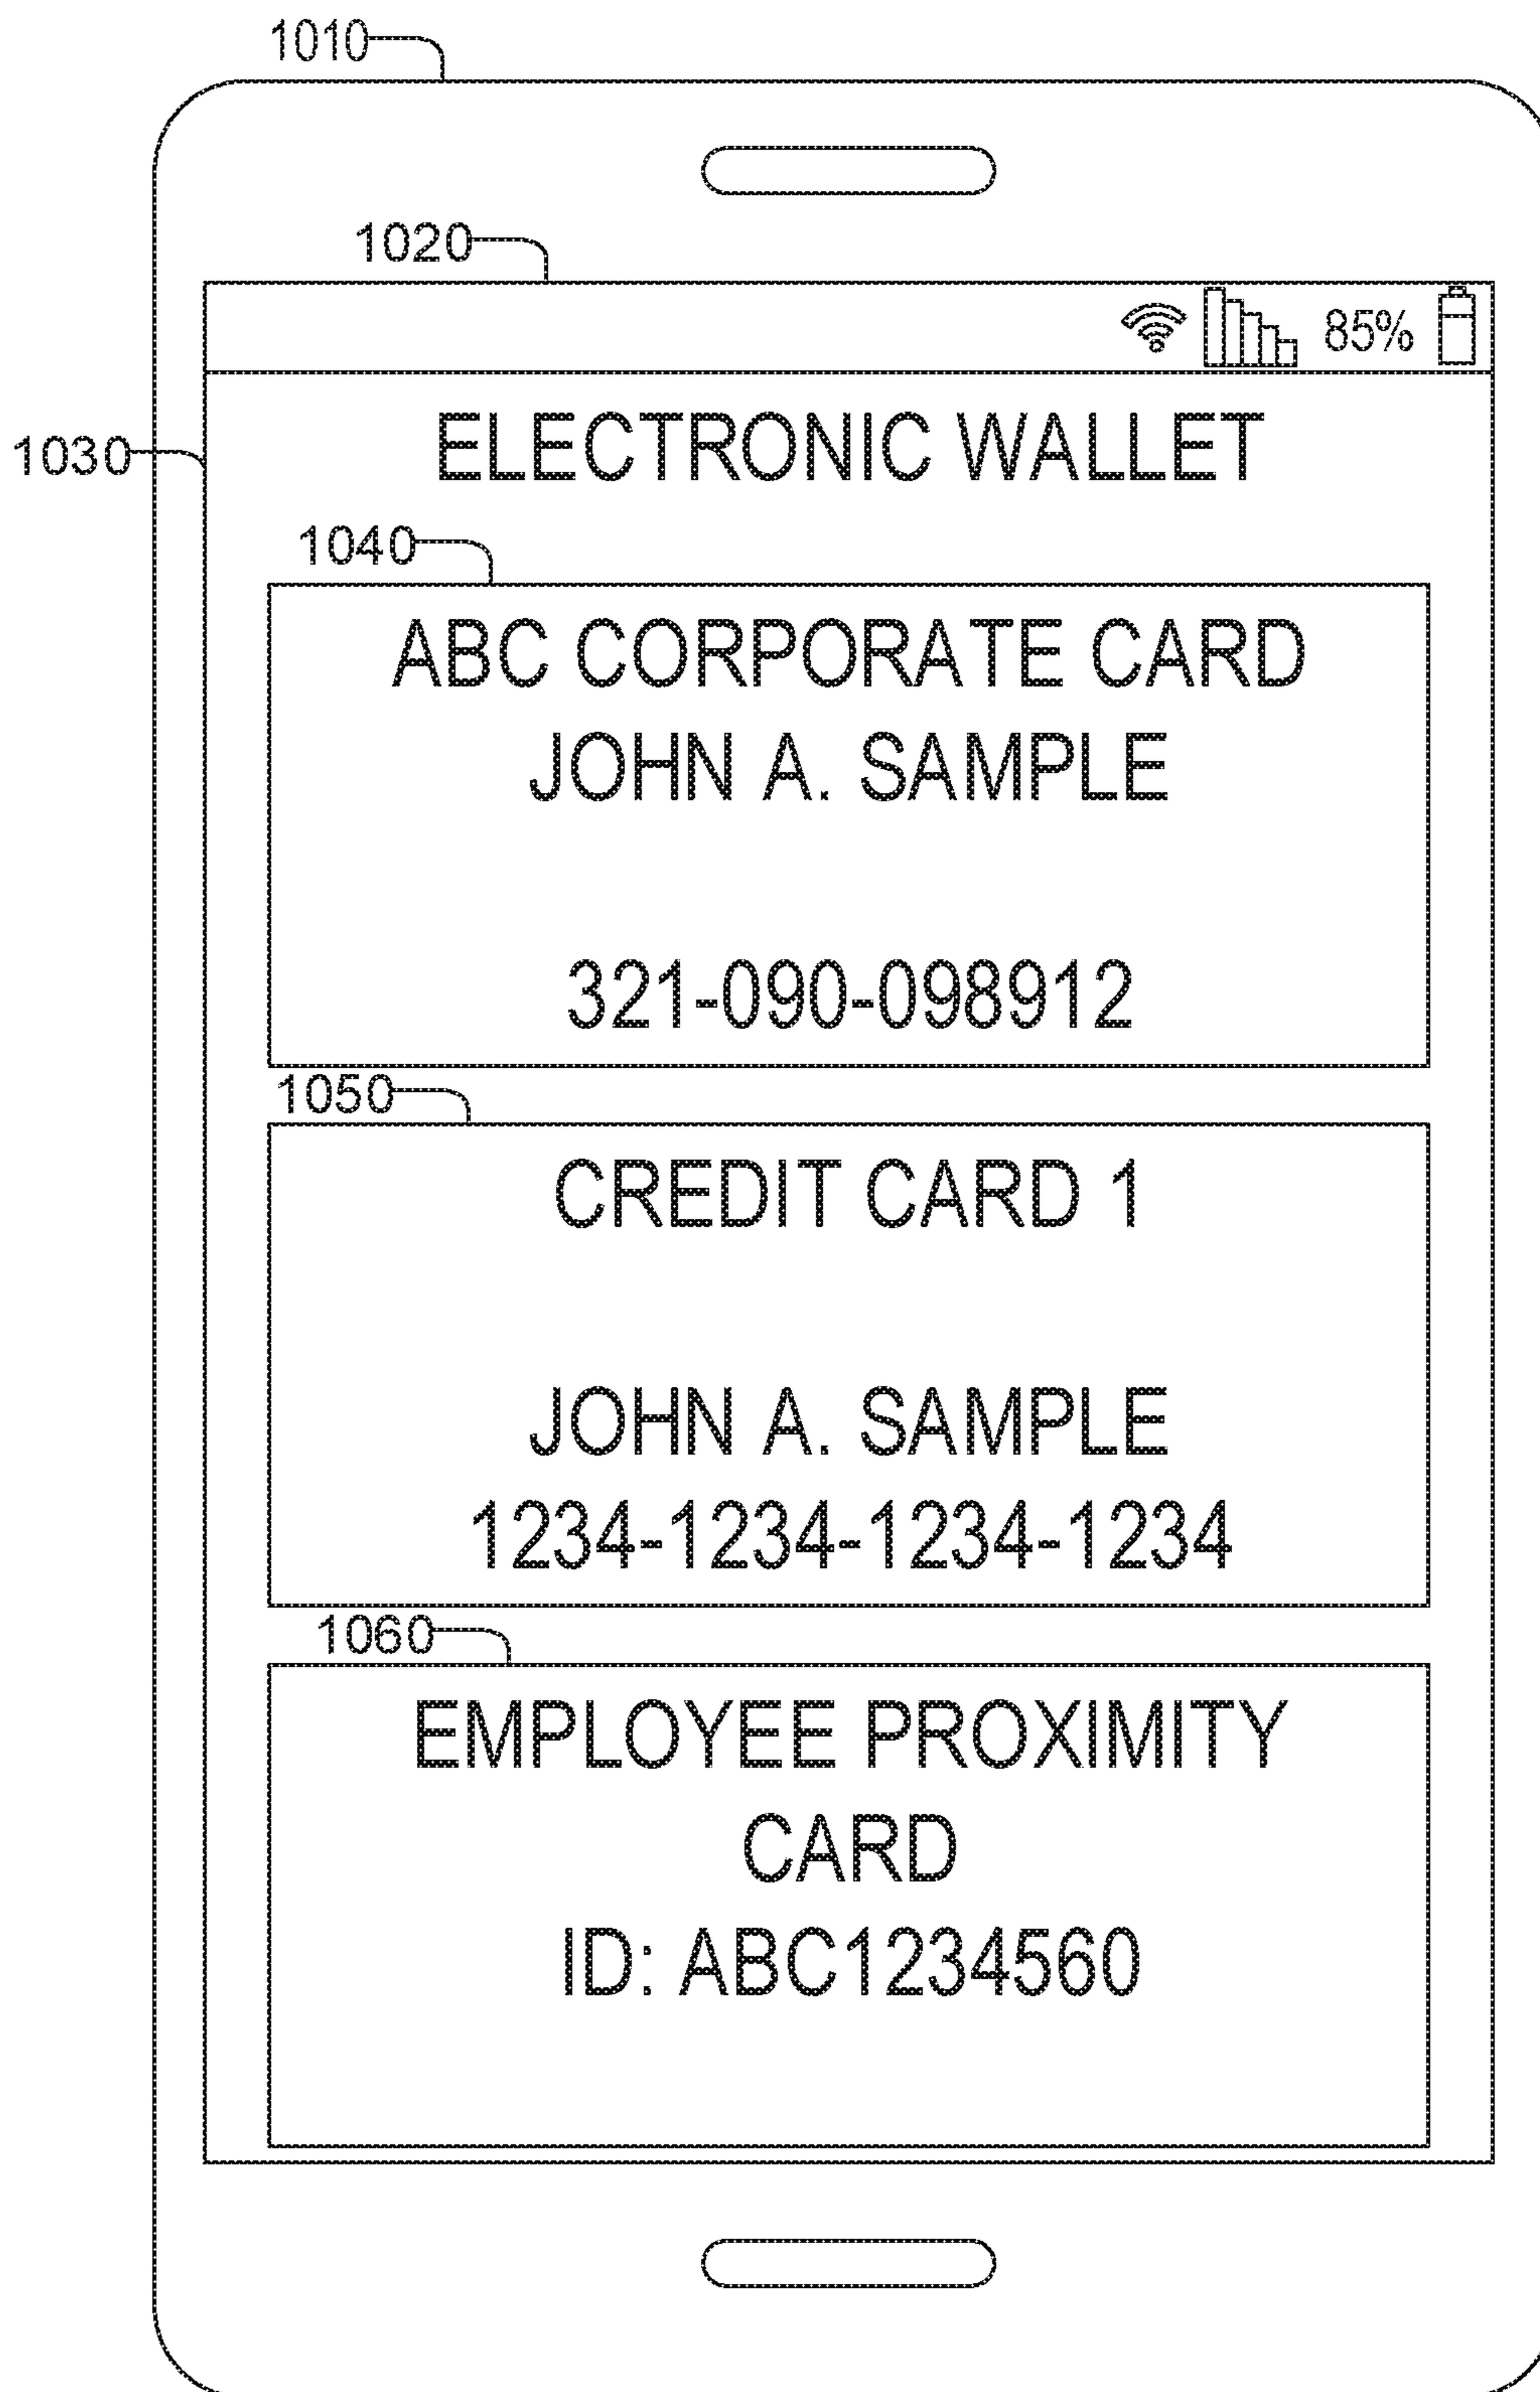 1010
1020
85%
1030
ELECTRONIC WALLET
1040
ABC CORPORATE CARD
JOHN A. SAMPLE
321-090-098912
1050
CREDIT CARD 1
JOHN A. SAMPLE
1234-1234-1234-1234
1060
EMPLOYEE PROXIMITY
CARD
ID: ABC1234560